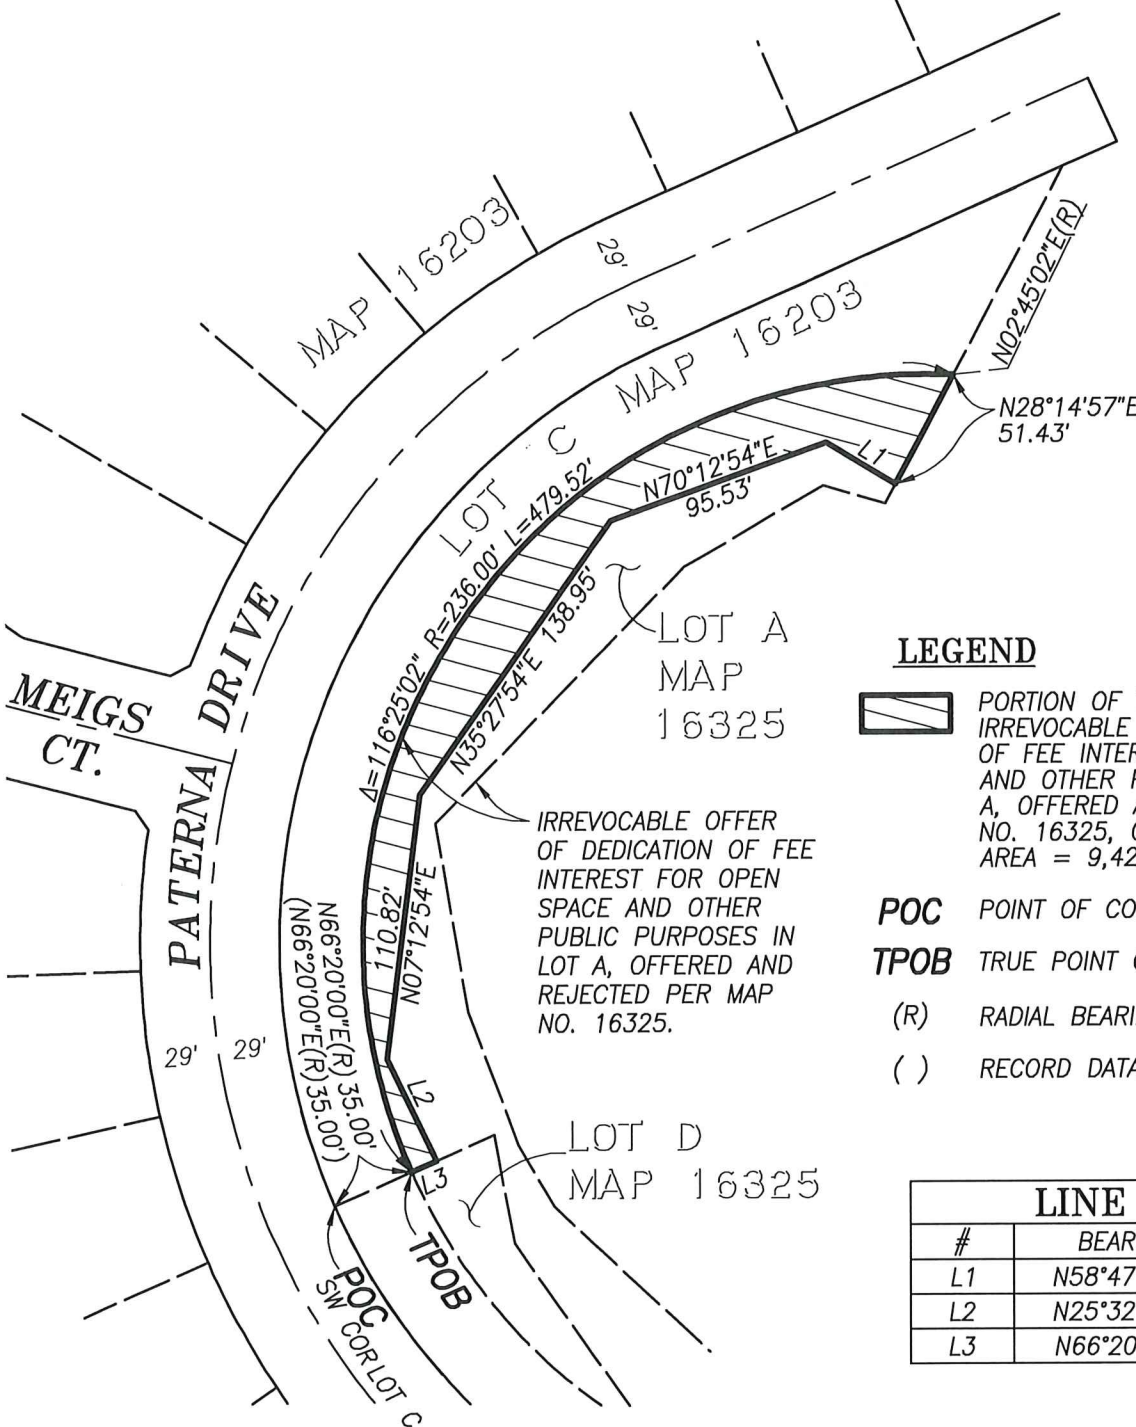 MAP 16203
29'
29'
MAP 16203
LOT C
N02°45'02"E(R)
N28°14'57"E
51.43'
L1
N70°12'54"E
95.53'
Δ=116°25'02" R=236.00' L=479.52'
N35°27'54"E 138.95'
LOT A
MAP
16325
MEIGS
CT.
PATERNA DRIVE
IRREVOCABLE OFFER
OF DEDICATION OF FEE
INTEREST FOR OPEN
SPACE AND OTHER
PUBLIC PURPOSES IN
LOT A, OFFERED AND
REJECTED PER MAP
NO. 16325.
110.82'
N07°12'54"E
N66°20'00"E(R) 35.00'
(N66°20'00"E(R)35.00')
29'
29'
L2
L3
LOT D
MAP 16325
TPOB
POC
SW COR LOT C
LEGEND
PORTION OF
IRREVOCABLE
OF FEE INTER
AND OTHER
A, OFFERED
NO. 16325,
AREA = 9,42
POC POINT OF CO
TPOB TRUE POINT
(R) RADIAL BEARI
( ) RECORD DATA
LINE
# BEAR
L1 N58°47
L2 N25°32
L3 N66°20